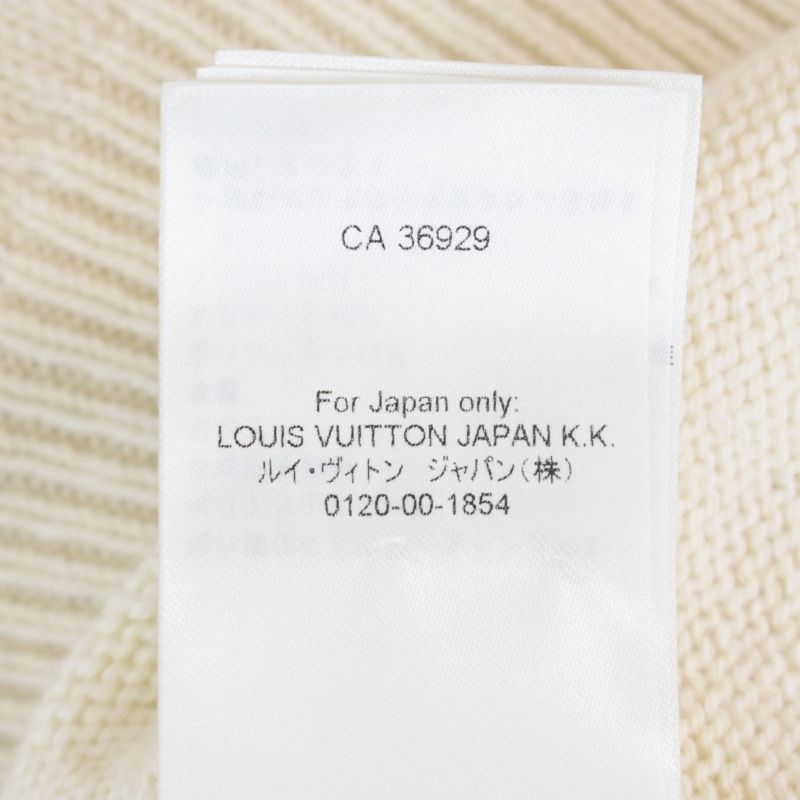 CA 36929
For Japan only:
LOUIS VUITTON JAPAN K.K.
ルイ・ヴィトン ジャパン(株)
0120-00-1854